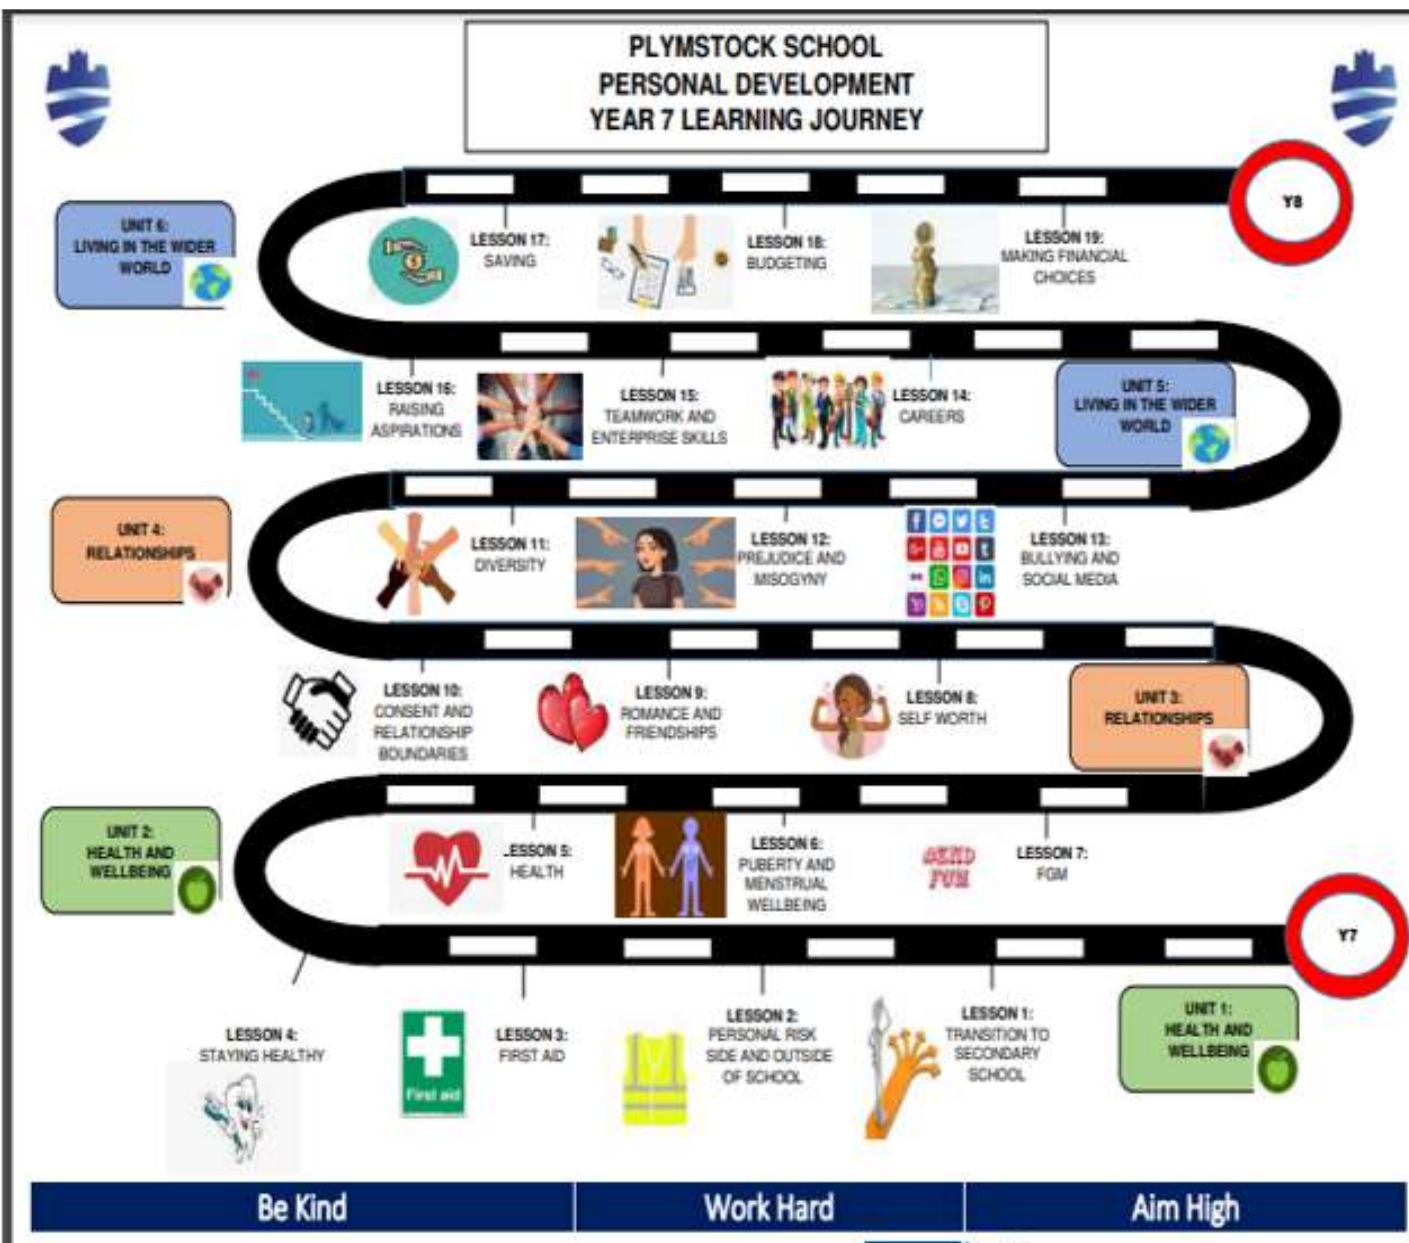 PLYMSTOCK SCHOOL
PERSONAL DEVELOPMENT
YEAR 7 LEARNING JOURNEY
Y8
UNIT 6:
LIVING IN THE WIDER
WORLD
LESSON 17:
SAVING
LESSON 18:
BUDGETING
LESSON 19:
MAKING FINANCIAL
CHOICES
LESSON 16:
RAISING
ASPIRATIONS
LESSON 15:
TEAMWORK AND
ENTERPRISE SKILLS
LESSON 14:
CAREERS
UNIT 5:
LIVING IN THE WIDER
WORLD
UNIT 4:
RELATIONSHIPS
LESSON 11:
DIVERSITY
LESSON 12:
PREJUDICE AND
MISOGYNY
LESSON 13:
BULLYING AND
SOCIAL MEDIA
LESSON 10:
CONSENT AND
RELATIONSHIP
BOUNDARIES
LESSON 9:
ROMANCE AND
FRIENDSHIPS
LESSON 8:
SELF WORTH
UNIT 3:
RELATIONSHIPS
UNIT 2:
HEALTH AND
WELLBEING
LESSON 5:
HEALTH
LESSON 6:
PUBERTY AND
MENSTRUAL
WELLBEING
FGM
LESSON 7:
FGM
Y7
LESSON 4:
STAYING HEALTHY
First aid
LESSON 3:
FIRST AID
LESSON 2:
PERSONAL RISK
SIDE AND OUTSIDE
OF SCHOOL
LESSON 1:
TRANSITION TO
SECONDARY
SCHOOL
UNIT 1:
HEALTH AND
WELLBEING
Be Kind
Work Hard
Aim High